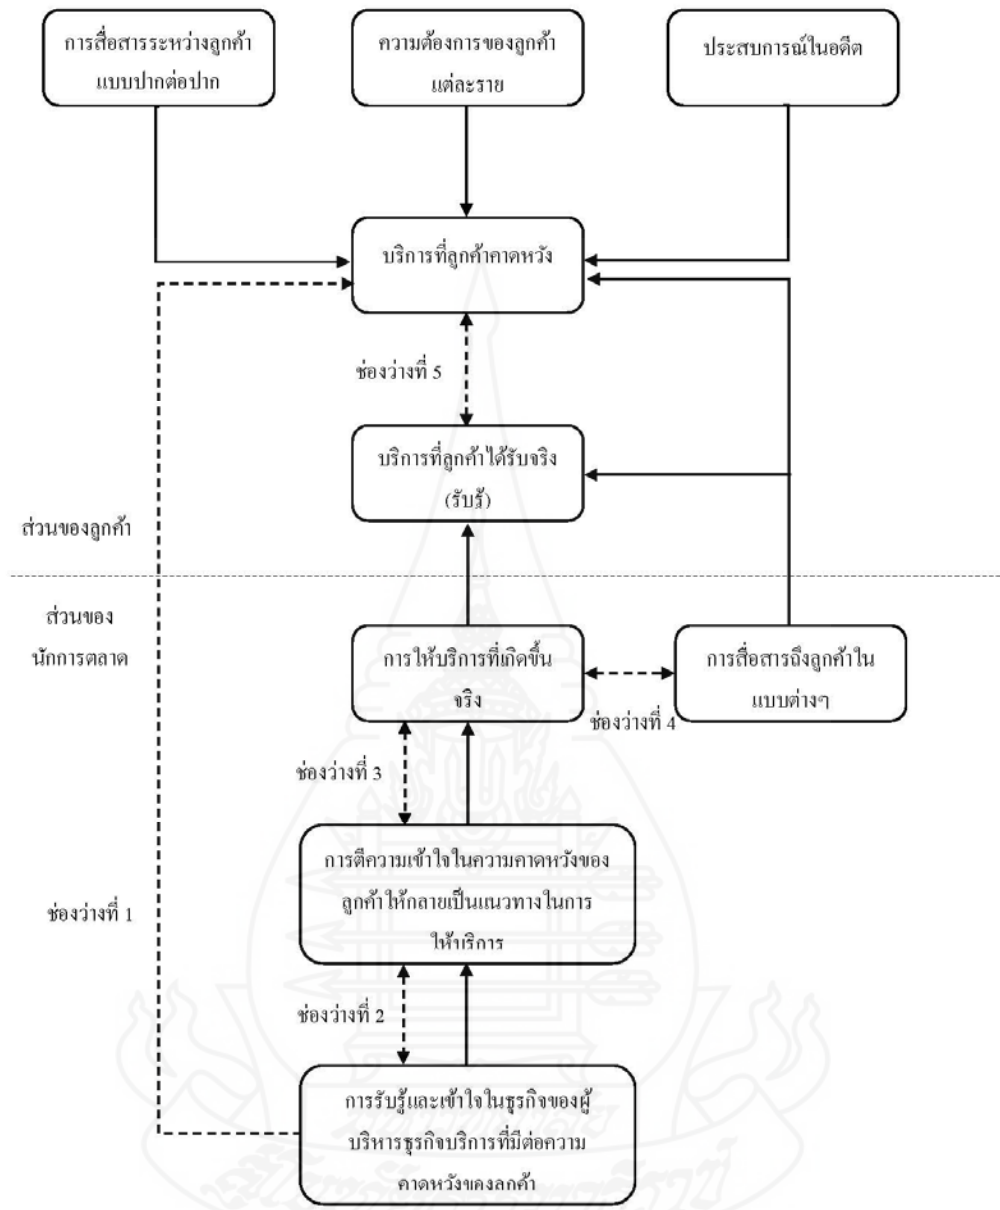 การสื่อสารระหว่างลูกค้า
แบบปากต่อปาก
ความต้องการของลูกค้า
แต่ละราย
ประสบการณ์ในอดีต
บริการที่ลูกค้าคาดหวัง
ช่องว่างที่ 5
บริการที่ลูกค้าได้รับจริง
(รับรู้)
ส่วนของลูกค้า
ส่วนของ
นักการตลาด
การให้บริการที่เกิดขึ้น
จริง
การสื่อสารถึงลูกค้าใน
แบบต่างๆ
ช่องว่างที่ 4
ช่องว่างที่ 3
การตีความเข้าใจในความคาดหวังของ
ลูกค้าให้กลายเป็นแนวทางในการ
ให้บริการ
ช่องว่างที่ 1
ช่องว่างที่ 2
การรับรู้และเข้าใจในธุรกิจของผู้
บริหารธุรกิจบริการที่มีต่อความ
คาดหวังของลกค้า